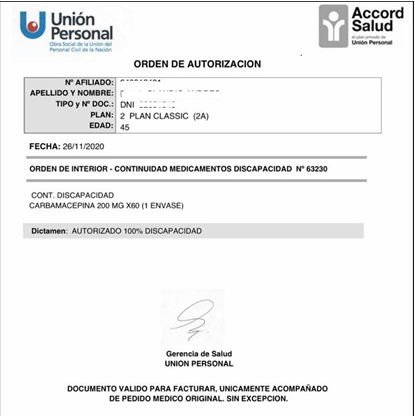 Unión
Personal
Obra Social de la Unión del
Personal Civil de la Nación
Accord
Salud
el plan privado de
Unión Personal
ORDEN DE AUTORIZACION
Nº AFILIADO:
APELLIDO Y NOMBRE:
TIPO y Nº DOC.: DNI
PLAN: 2 PLAN CLASSIC (2A)
EDAD: 45
FECHA: 26/11/2020
ORDEN DE INTERIOR - CONTINUIDAD MEDICAMENTOS DISCAPACIDAD Nº 63230
CONT. DISCAPACIDAD
CARBAMACEPINA 200 MG X60 (1 ENVASE)
Dictamen: AUTORIZADO 100% DISCAPACIDAD
Gerencia de Salud
UNION PERSONAL
DOCUMENTO VALIDO PARA FACTURAR, UNICAMENTE ACOMPAÑADO
DE PEDIDO MEDICO ORIGINAL. SIN EXCEPCION.